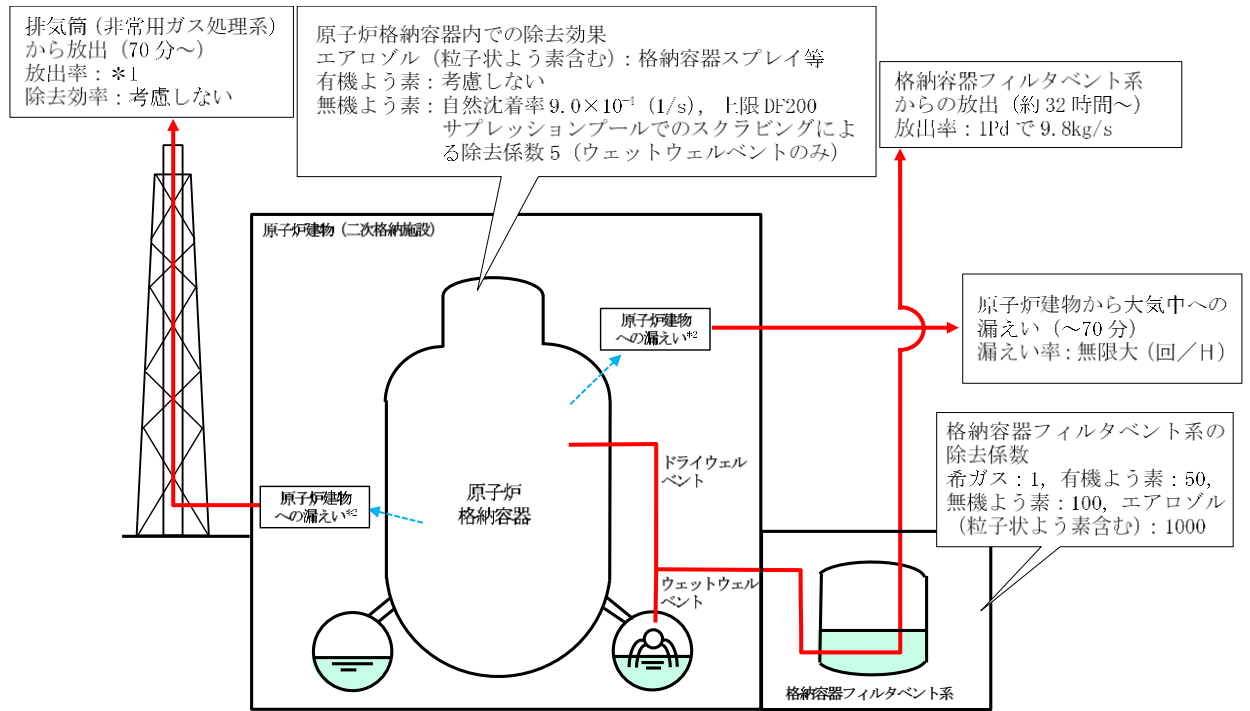 排気筒（非常用ガス処理系）
から放出（70 分～）
放出率：＊1
除去効率：考慮しない
原子炉格納容器内での除去効果
エアロゾル（粒子状よう素含む）：格納容器スプレイ等
有機よう素：考慮しない
無機よう素：自然沈着率 9.0×10⁻⁴（1/s），上限 DF200
サプレッションプールでのスクラビングによ
る除去係数 5（ウェットウェルベントのみ）
格納容器フィルタベント系
からの放出（約 32 時間～）
放出率：1Pd で 9.8kg/s
原子炉建物（二次格納施設）
原子炉建物
への漏えい*2
原子炉建物から大気中への
漏えい（～70 分）
漏えい率：無限大（回／H）
格納容器フィルタベント系の
除去係数
希ガス：1，有機よう素：50，
無機よう素：100，エアロゾル
（粒子状よう素含む）：1000
ドライウェル
ベント
原子炉建物
への漏えい*2
原子炉
格納容器
ウェットウェル
ベント
格納容器フィルタベント系